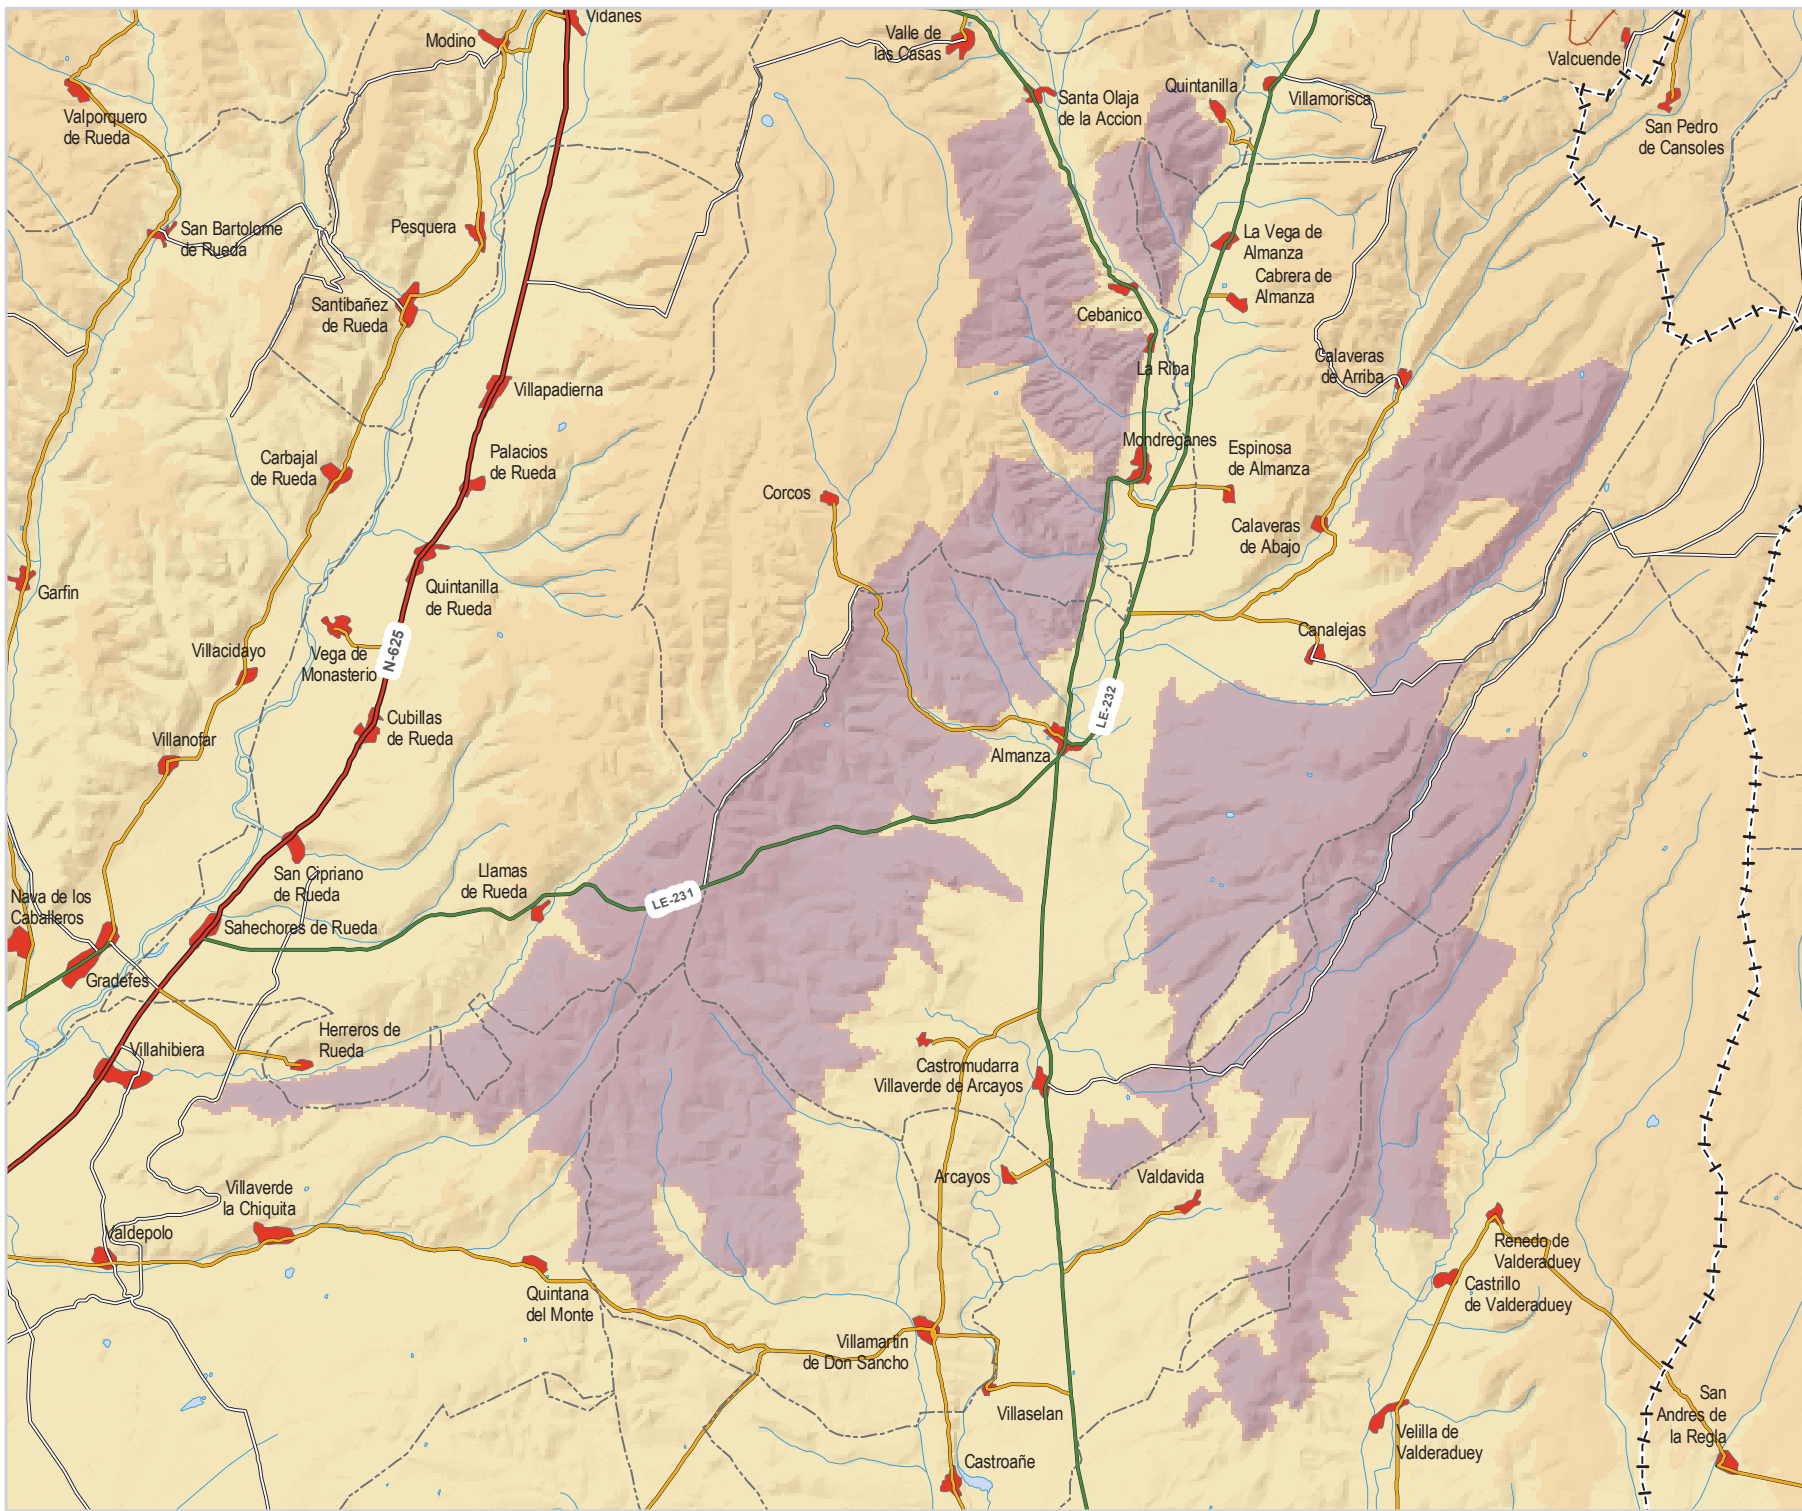 Vidanes
Modino
Valle de
las Casas
Valcuende
Valporquero
de Rueda
Santa Olaja
de la Accion
Quintanilla
Villamorisca
San Pedro
de Cansoles
San Bartolome
de Rueda
Pesquera
La Vega de
Almanza
Cabrera de
Almanza
Santibañez
de Rueda
Cebanico
La Riba
Calaveras
de Arriba
Villapadierna
Mondreganes
Espinosa
de Almanza
Carbajal
de Rueda
Palacios
de Rueda
Corcos
Calaveras
de Abajo
Garfin
Quintanilla
de Rueda
Canalejas
Villacidayo
Vega de
Monasterio
N-625
LE-232
Villanofar
Cubillas
de Rueda
Almanza
San Cipriano
de Rueda
Llamas
de Rueda
LE-231
Nava de los
Caballeros
Sahechores de Rueda
Gradefes
Villahibiera
Herreros de
Rueda
Castromudarra
Villaverde de Arcayos
Arcayos
Valdavida
Villaverde
la Chiquita
Valdepolo
Renedo de
Valderaduey
Castrillo
de Valderaduey
Quintana
del Monte
Villamartin
de Don Sancho
Villaselan
San
Andres de
la Regla
Velilla de
Valderaduey
Castroañe